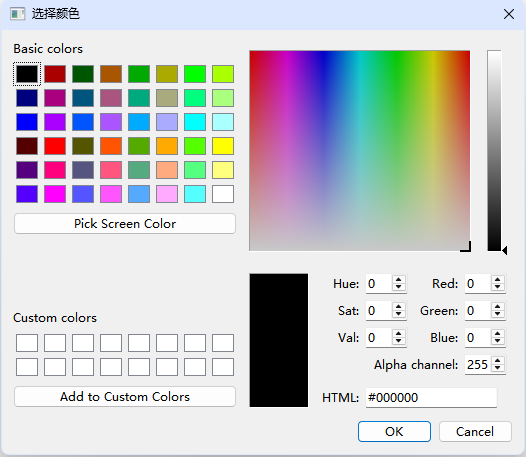 选择颜色
Basic colors
Pick Screen Color
Custom colors
Add to Custom Colors
Hue: 0 Red: 0
Sat: 0 Green: 0
Val: 0 Blue: 0
Alpha channel: 255
HTML: #000000
OK Cancel